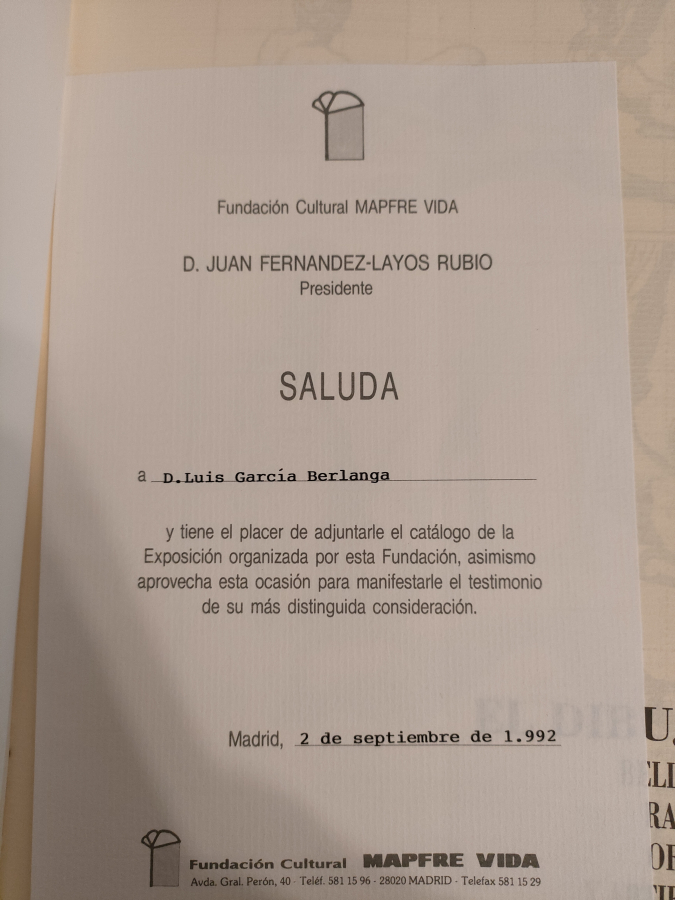 Fundación Cultural MAPFRE VIDA
D. JUAN FERNANDEZ-LAYOS RUBIO
Presidente
SALUDA
a D.Luis García Berlanga
y tiene el placer de adjuntarle el catálogo de la
Exposición organizada por esta Fundación, asimismo
aprovecha esta ocasión para manifestarle el testimonio
de su más distinguida consideración.
Madrid, 2 de septiembre de 1.992
Fundación Cultural MAPFRE VIDA
Avda. Gral. Perón, 40 - Teléf. 581 15 96 - 28020 MADRID - Telefax 581 15 29